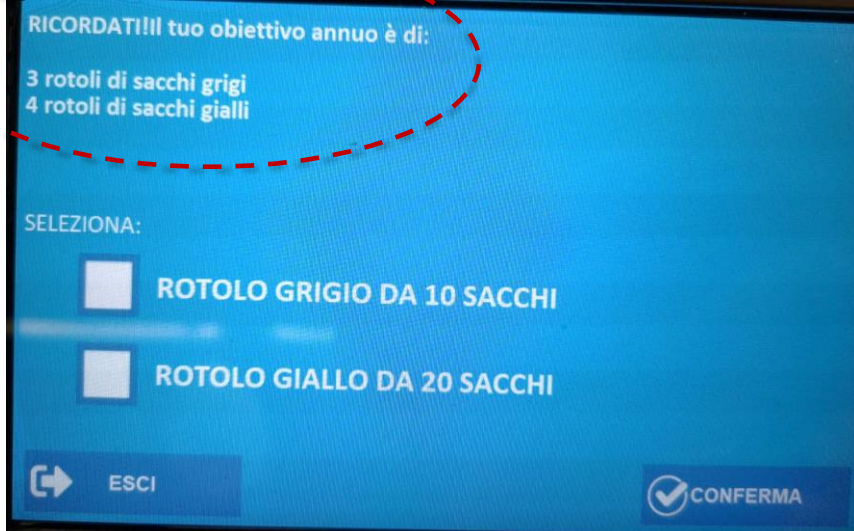 RICORDATI!Il tuo obiettivo annuo è di:
3 rotoli di sacchi grigi
4 rotoli di sacchi gialli
SELEZIONA:
ROTOLO GRIGIO DA 10 SACCHI
ROTOLO GIALLO DA 20 SACCHI
ESCI
CONFERMA